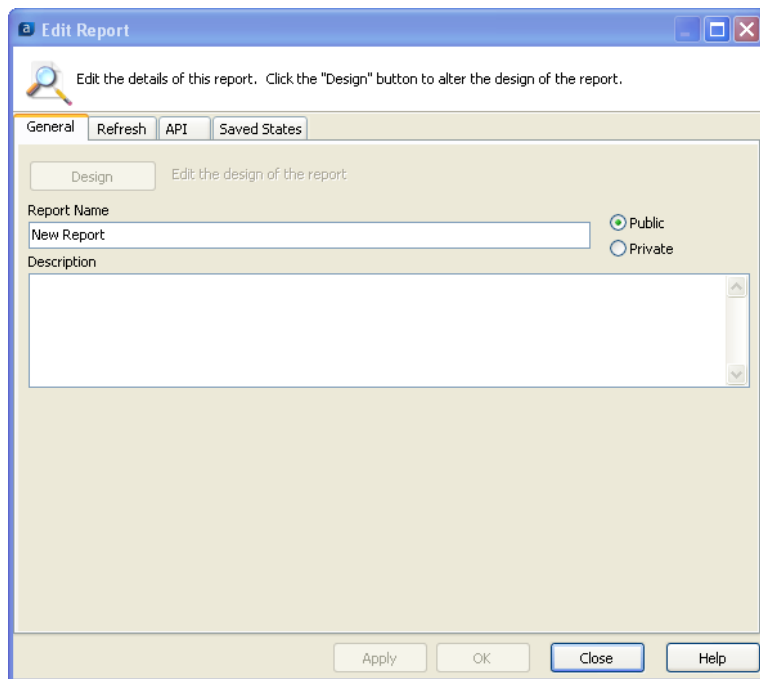 a Edit Report
Edit the details of this report.  Click the "Design" button to alter the design of the report.
General Refresh API Saved States
Design Edit the design of the report
Report Name
New Report
Public
Private
Description
Apply OK Close Help